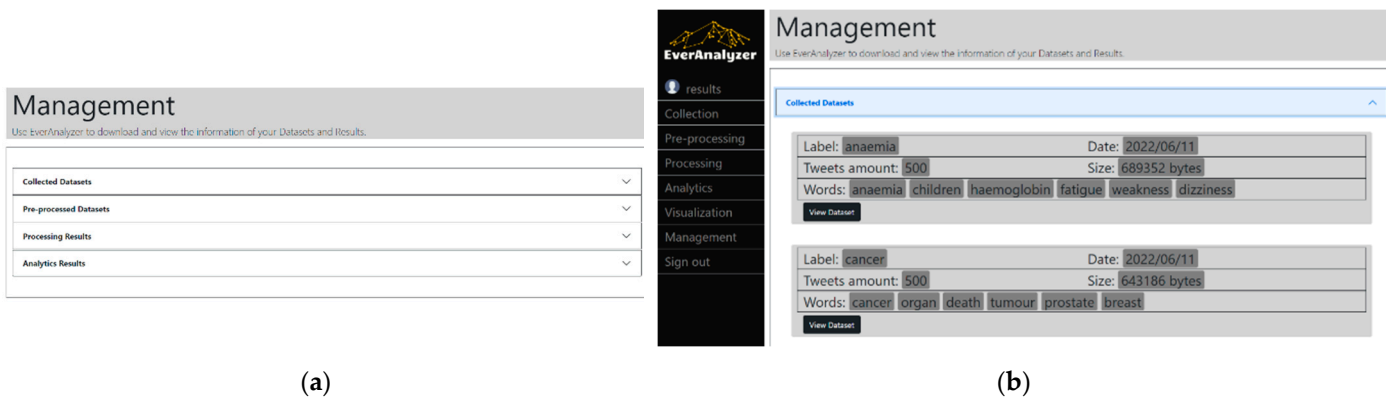 Management
Use EverAnalyzer to download and view the information of your Datasets and Results.
Collected Datasets
Pre-processed Datasets
Processing Results
Analytics Results
(a)
EverAnalyzer
results
Collection
Pre-processing
Processing
Analytics
Visualization
Management
Sign out
Management
Use EverAnalyzer to download and view the information of your Datasets and Results.
Collected Datasets
Label: anaemia Date: 2022/06/11
Tweets amount: 500 Size: 689352 bytes
Words: anaemia children haemoglobin fatigue weakness dizziness
View Dataset
Label: cancer Date: 2022/06/11
Tweets amount: 500 Size: 643186 bytes
Words: cancer organ death tumour prostate breast
View Dataset
(b)